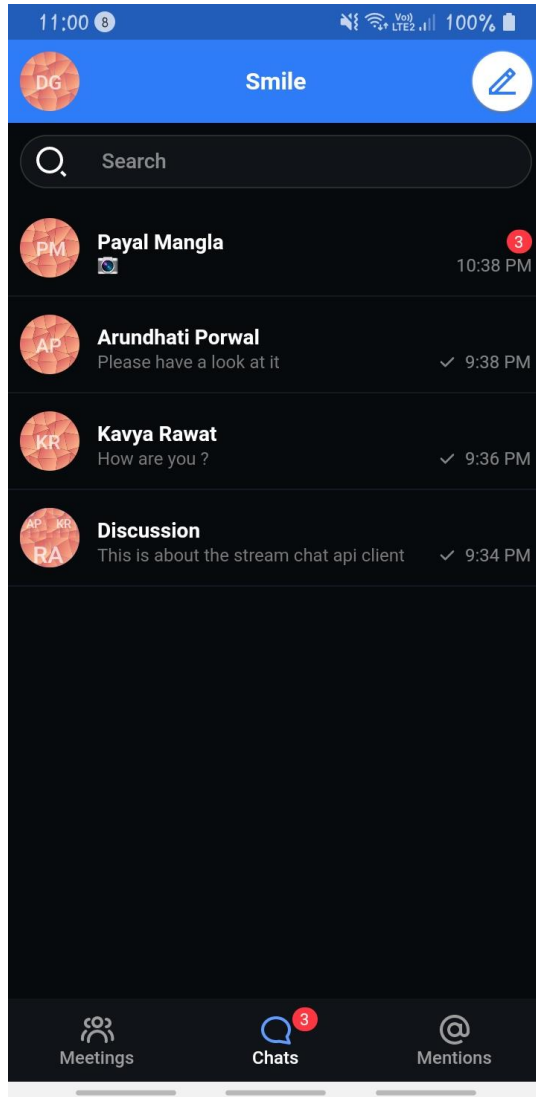 11:00 8 Vo)) LTE2 100%
DG Smile
Search
PM Payal Mangla 3
10:38 PM
AP Arundhati Porwal
Please have a look at it 9:38 PM
KR Kavya Rawat
How are you ? 9:36 PM
AP KR Discussion
RA This is about the stream chat api client 9:34 PM
3
Meetings Chats Mentions